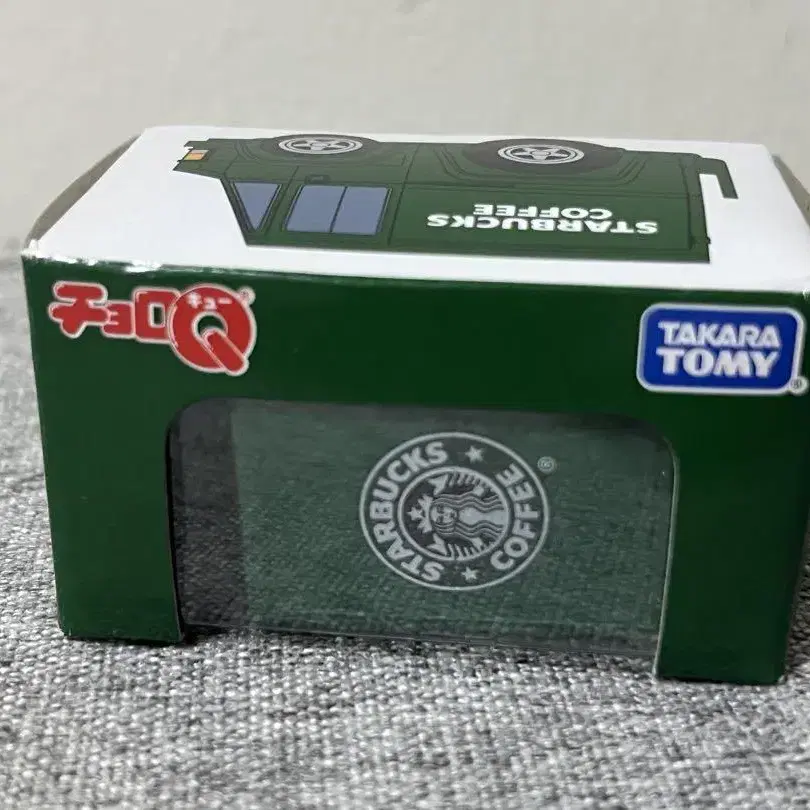 STARBUCKS
COFFEE
チョロQ
キュー
®
TAKARA
TOMY
®
STARBUCKS
COFFEE
®